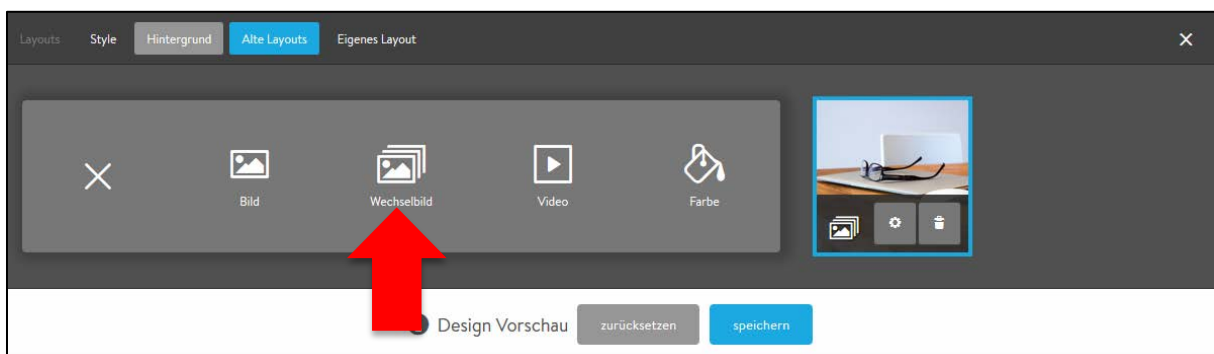 Layouts Style Hintergrund Alte Layouts Eigenes Layout
Bild Wechselbild Video Farbe
Design Vorschau zurücksetzen speichern